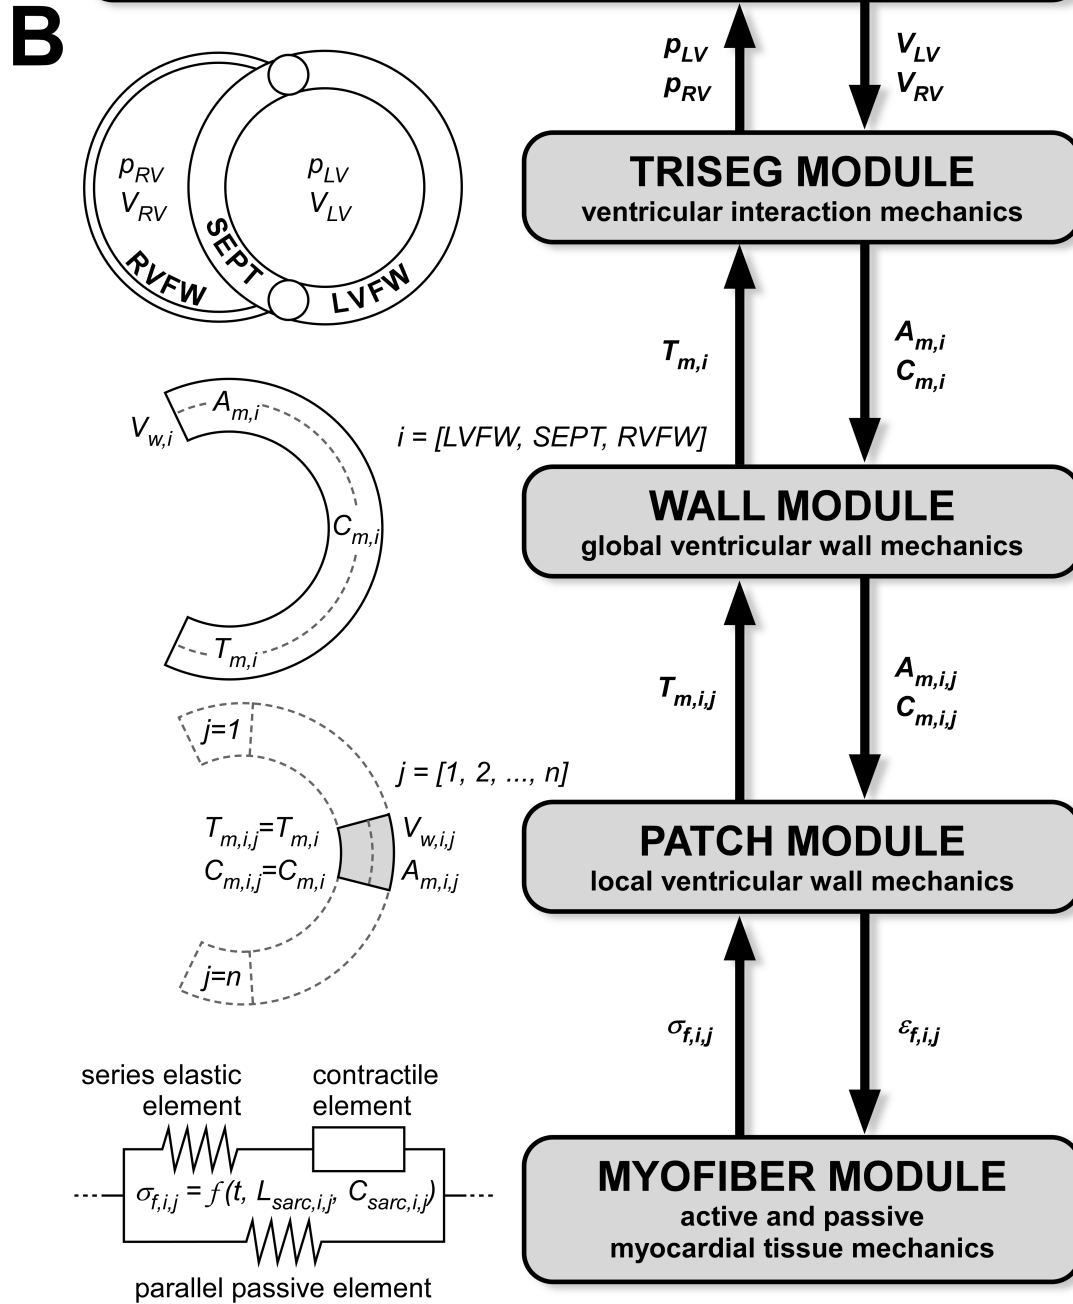 B
p_LV
p_RV
V_LV
V_RV
p_RV
V_RV
p_LV
V_LV
SEPT
RVFW
LVFW
TRISEG MODULE
ventricular interaction mechanics
T_m,i
A_m,i
C_m,i
V_w,i
A_m,i
C_m,i
T_m,i
i = [LVFW, SEPT, RVFW]
WALL MODULE
global ventricular wall mechanics
T_m,i,j
A_m,i,j
C_m,i,j
j=1
j = [1, 2, ..., n]
T_m,i,j=T_m,i
C_m,i,j=C_m,i
V_w,i,j
A_m,i,j
j=n
PATCH MODULE
local ventricular wall mechanics
σ_f,i,j
ε_f,i,j
series elastic
element
contractile
element
σ_f,i,j = f(t, L_sarc,i,j, C_sarc,i,j)
parallel passive element
MYOFIBER MODULE
active and passive
myocardial tissue mechanics